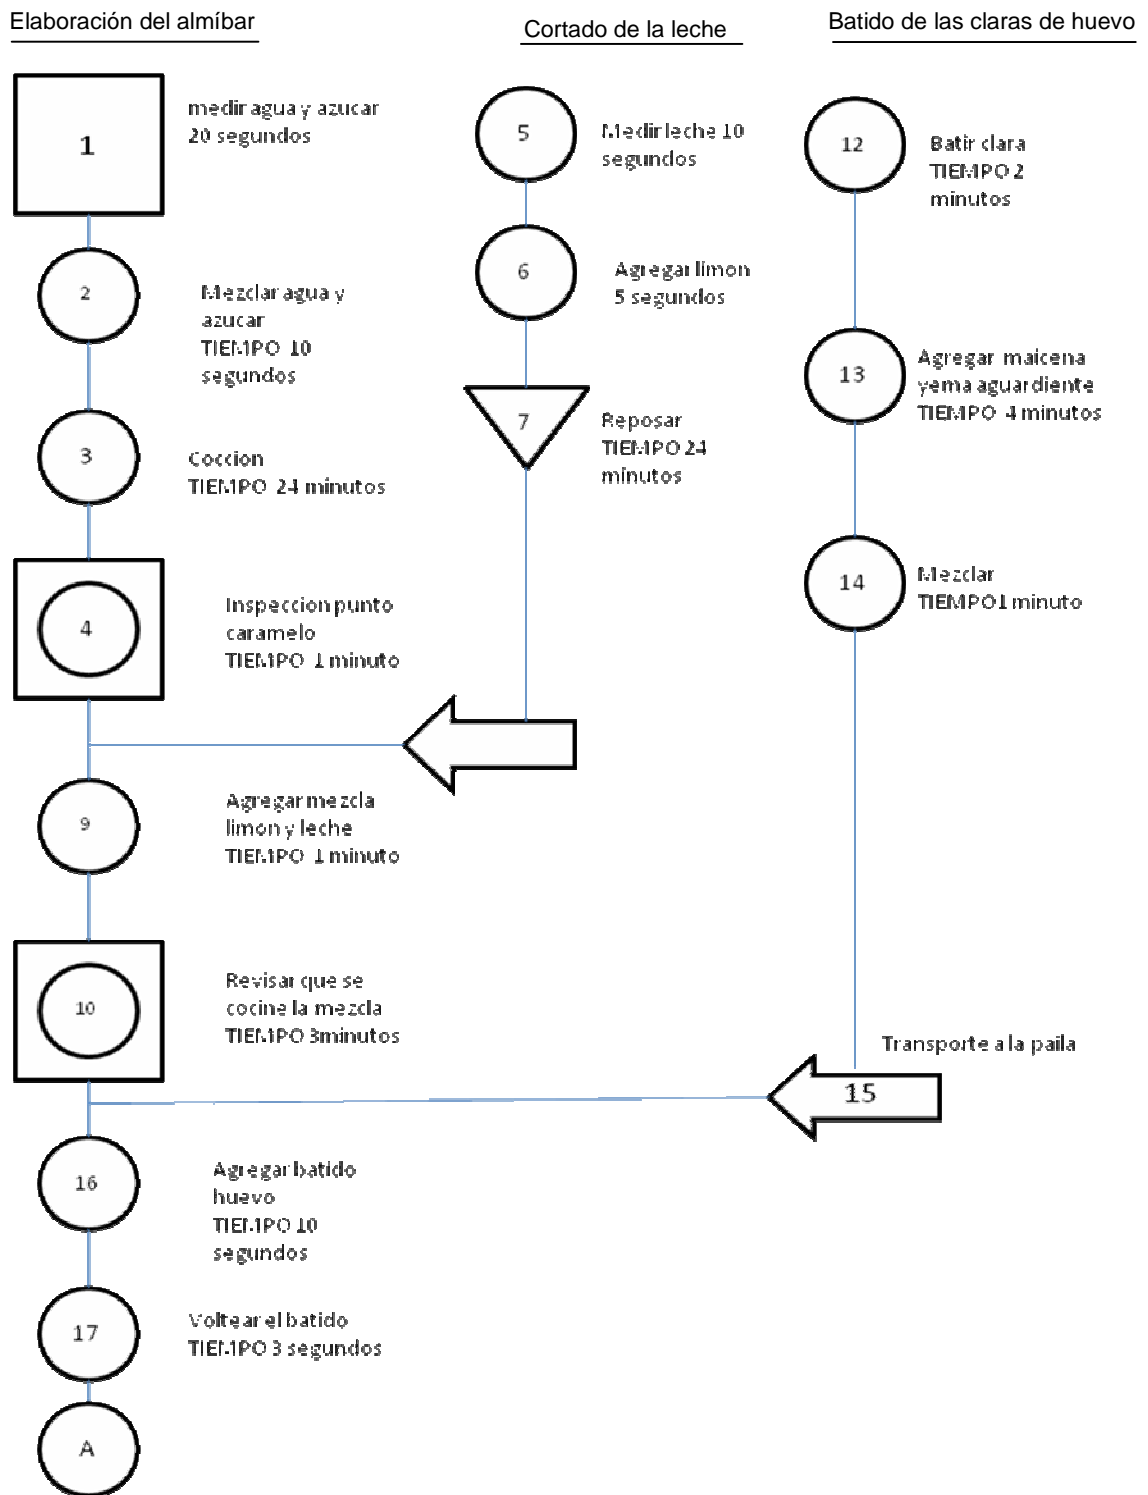 Elaboración del almíbar
1
medir agua y azucar
20 segundos
2
Mezclar agua y
azucar
TIEMPO 10
segundos
3
Coccion
TIEMPO 24 minutos
4
Inspeccion punto
caramelo
TIEMPO 1 minuto
9
Agregar mezcla
limon y leche
TIEMPO 1 minuto
10
Revisar que se
cocine la mezcla
TIEMPO 3minutos
16
Agregar batido
huevo
TIEMPO 10
segundos
17
Voltear el batido
TIEMPO 3 segundos
A
Cortado de la leche
5
Medir leche 10
segundos
6
Agregar limon
5 segundos
7
Reposar
TIEMPO 24
minutos
Batido de las claras de huevo
12
Batir clara
TIEMPO 2
minutos
13
Agregar maicena
yema aguardiente
TIEMPO 4 minutos
14
Mezclar
TIEMPO1 minuto
Transporte a la paila
15